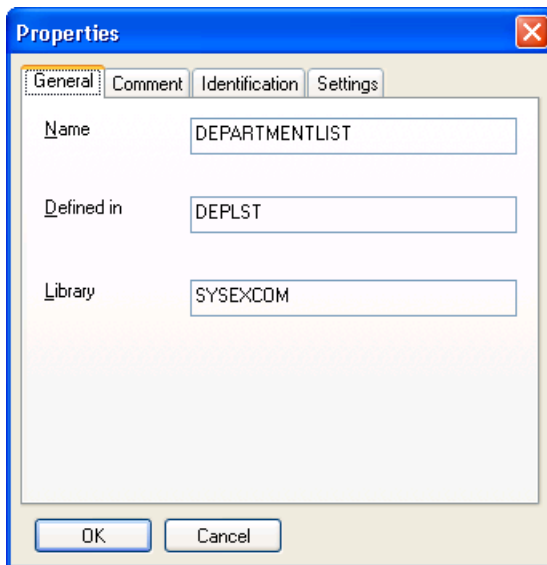 Properties
General Comment Identification Settings
Name DEPARTMENTLIST
Defined in DEPLST
Library SYSEXCOM
OK Cancel